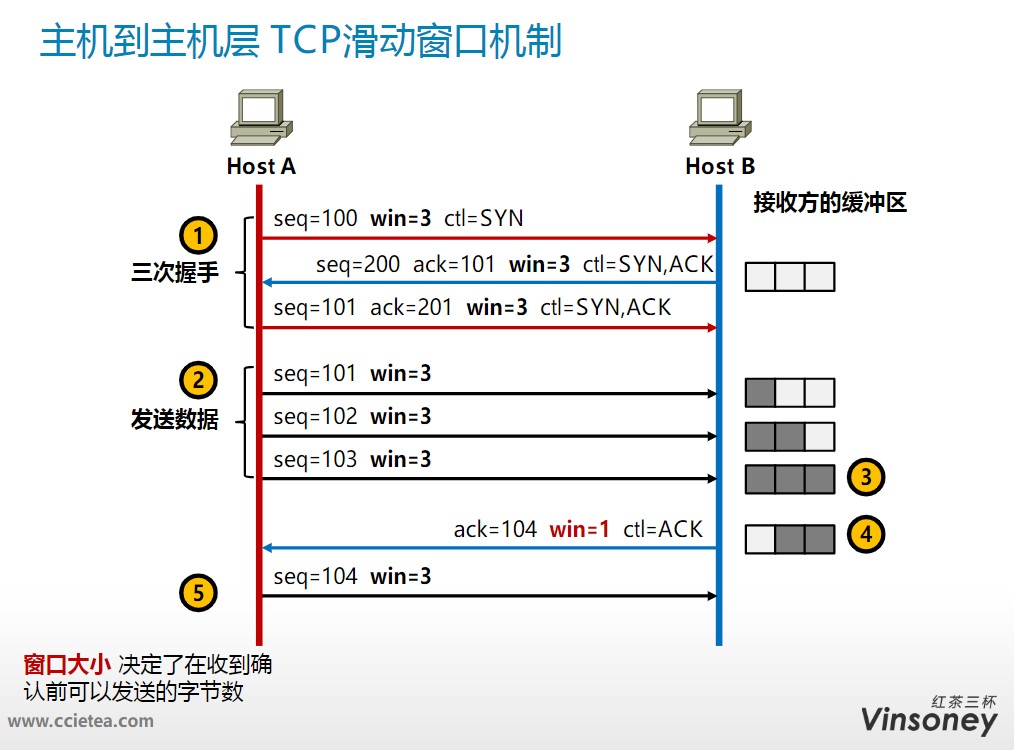 主机到主机层 TCP滑动窗口机制
Host A
Host B
接收方的缓冲区
1
三次握手
seq=100 win=3 ctl=SYN
seq=200 ack=101 win=3 ctl=SYN,ACK
seq=101 ack=201 win=3 ctl=SYN,ACK
2
发送数据
seq=101 win=3
seq=102 win=3
seq=103 win=3
3
ack=104 win=1 ctl=ACK
4
5
seq=104 win=3
窗口大小 决定了在收到确
认前可以发送的字节数
www.ccietea.com
红茶三杯
Vinsoney